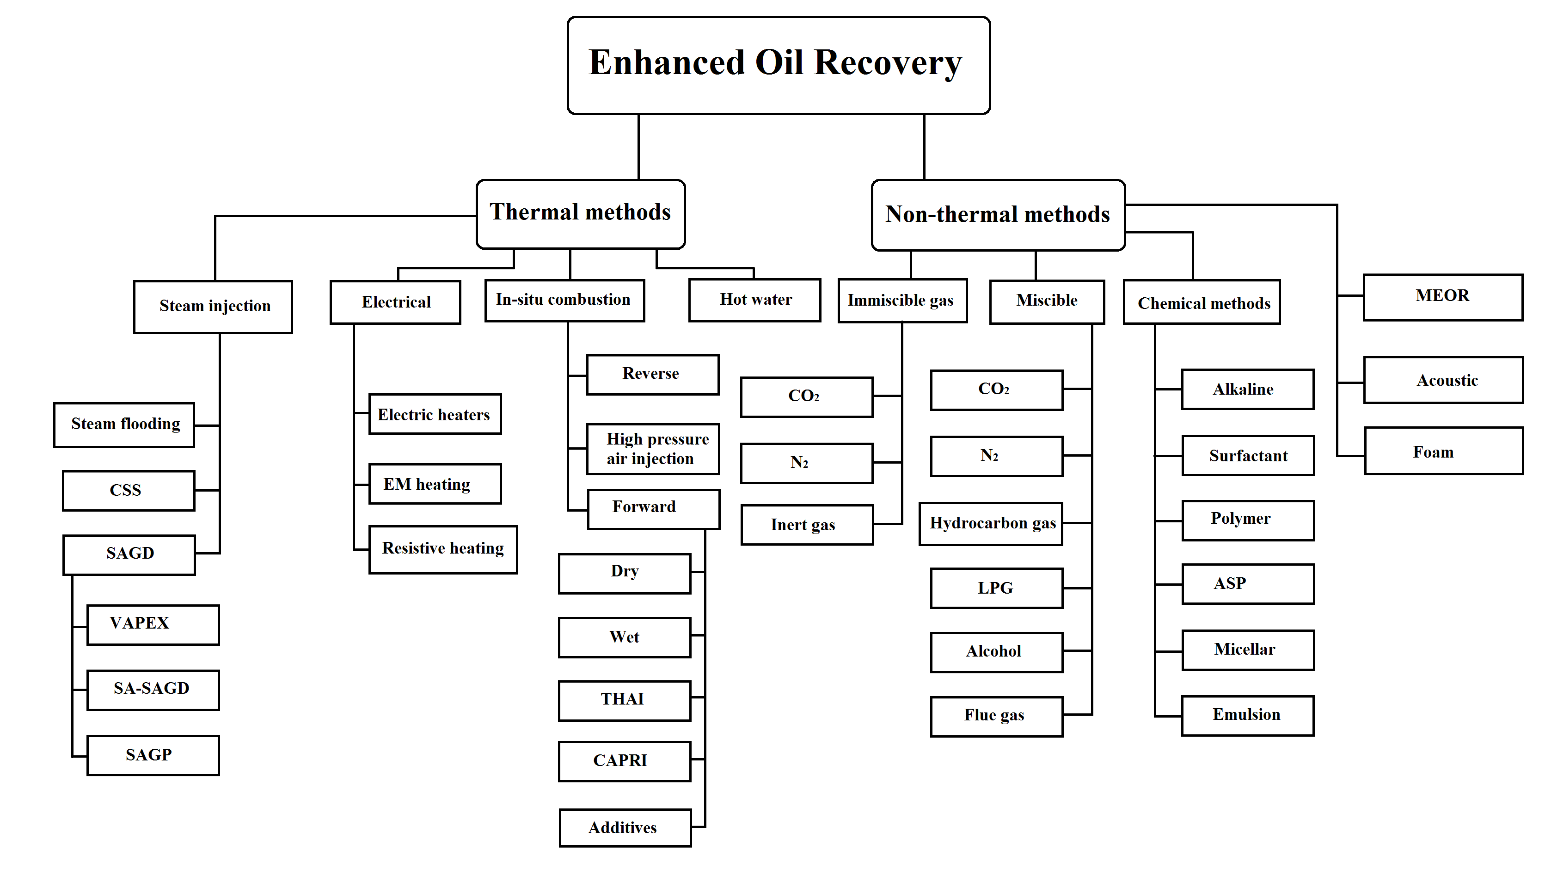 Enhanced Oil Recovery
Thermal methods
Non-thermal methods
Steam injection
Electrical
In-situ combustion
Hot water
Immiscible gas
Miscible
Chemical methods
MEOR
Acoustic
Foam
Steam flooding
CSS
SAGD
VAPEX
SA-SAGD
SAGP
Electric heaters
EM heating
Resistive heating
Reverse
High pressure
air injection
Forward
Dry
Wet
THAI
CAPRI
Additives
CO₂
N₂
Inert gas
CO₂
N₂
Hydrocarbon gas
LPG
Alcohol
Flue gas
Alkaline
Surfactant
Polymer
ASP
Micellar
Emulsion